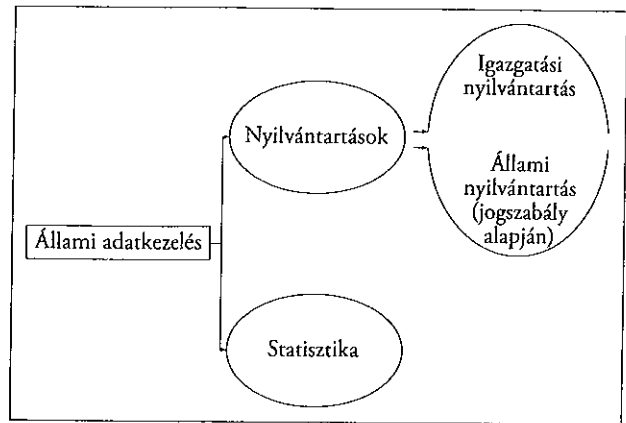 Állami adatkezelés
Nyilvántartások
Statisztika
Igazgatási
nyilvántartás
Állami
nyilvántartás
(jogszabály
alapján)